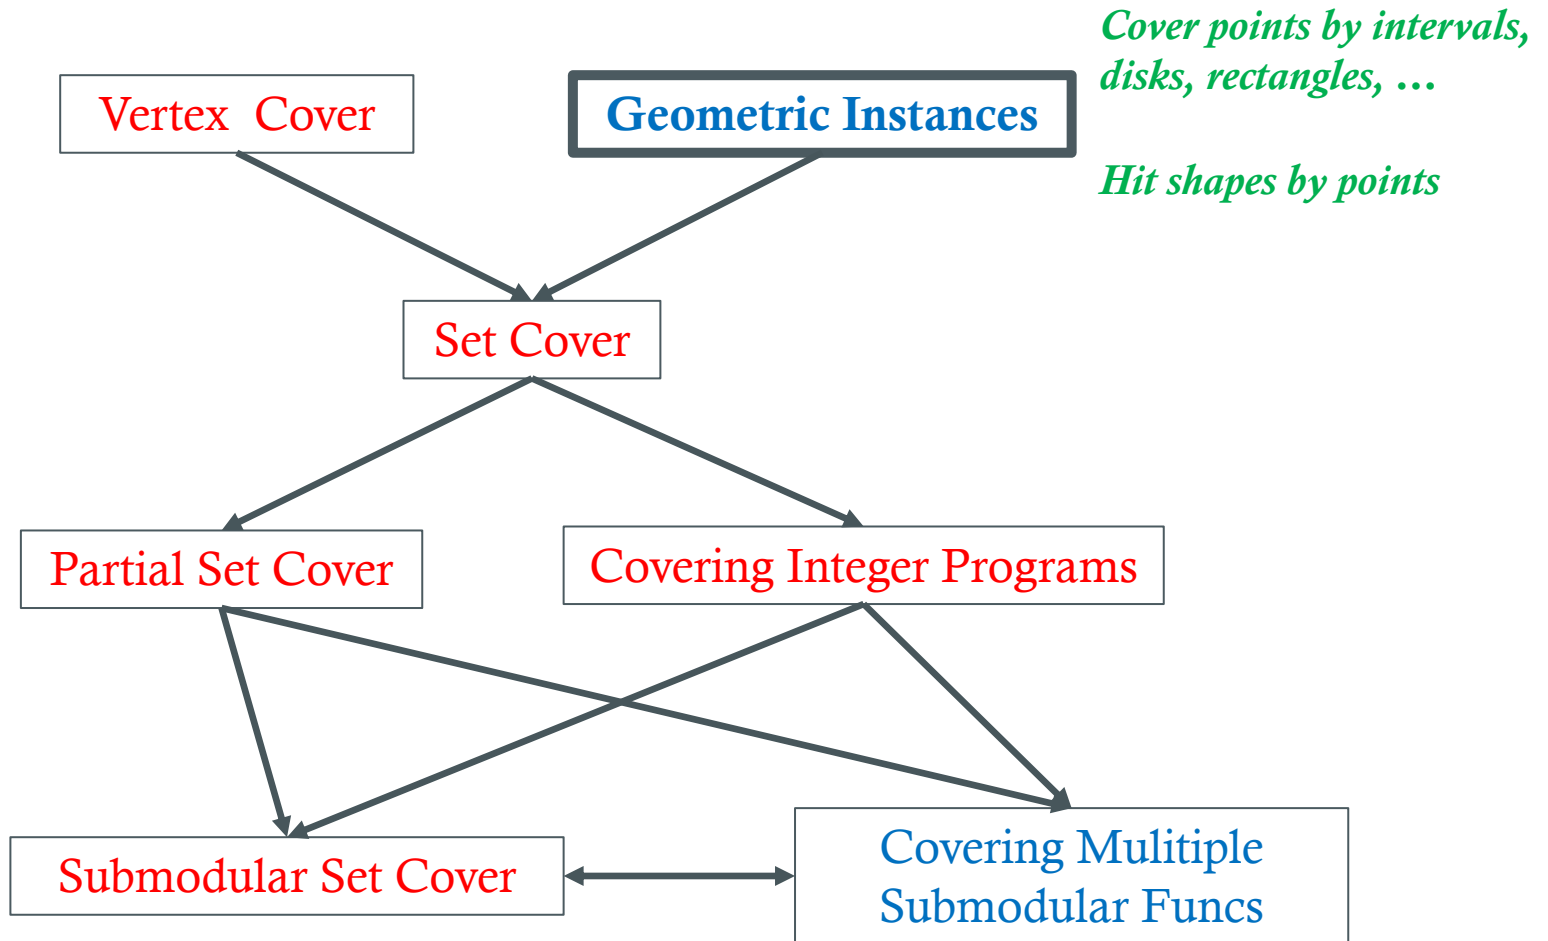 Cover points by intervals,
disks, rectangles, …
Vertex Cover
Geometric Instances
Hit shapes by points
Set Cover
Partial Set Cover
Covering Integer Programs
Submodular Set Cover
Covering Mulitiple
Submodular Funcs